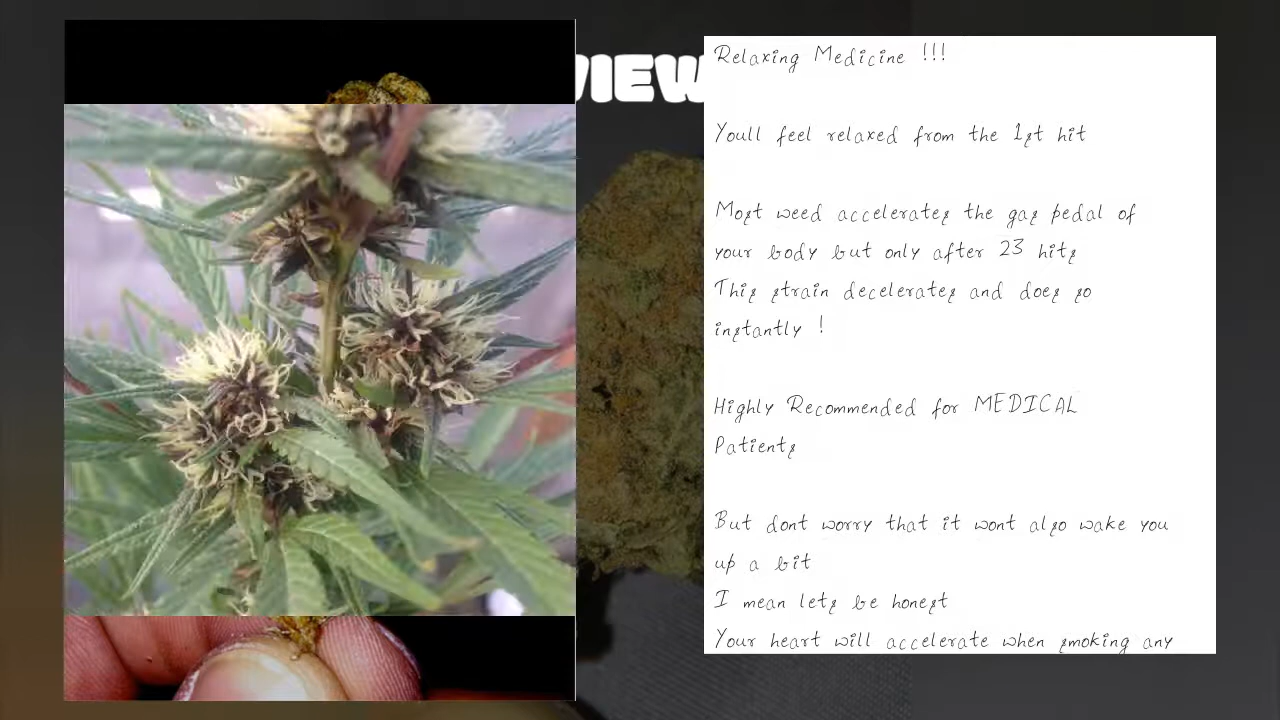 VIEW
Relaxing Medicine !!!
Youll feel relaxed from the 1st hit
Most weed accelerates the gas pedal of
your body but only after 23 hits
This strain decelerates and does so
instantly !
Highly Recommended for MEDICAL
Patients
But dont worry that it wont also wake you
up a bit
I mean lets be honest
Your heart will accelerate when smoking any